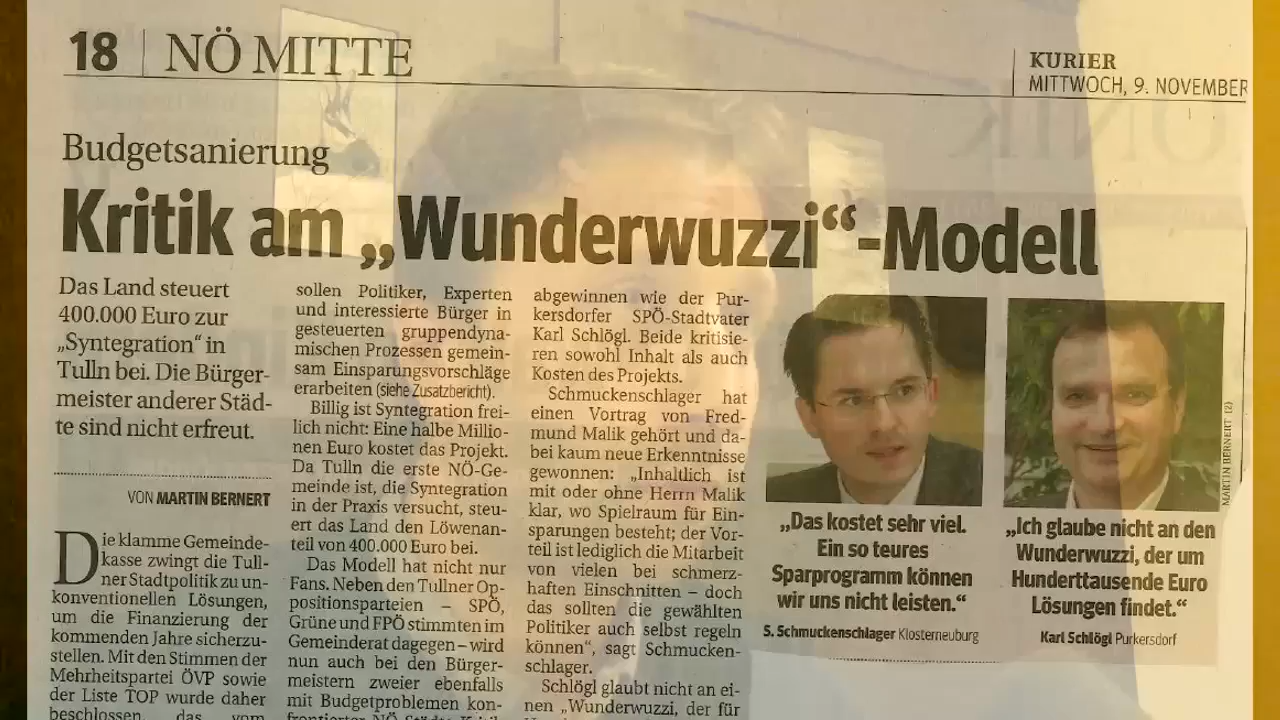 18 NÖ MITTE
KURIER
MITTWOCH, 9. NOVEMBER
Budgetsanierung
Kritik am „Wunderwuzzi“-Modell
Das Land steuert
400.000 Euro zur
„Syntegration“ in
Tulln bei. Die Bürger-
meister anderer Städ-
te sind nicht erfreut.
VON MARTIN BERNERT
Die klamme Gemeinde-
kasse zwingt die Tull-
ner Stadtpolitik zu un-
konventionellen Lösungen,
um die Finanzierung der
kommenden Jahre sicherzu-
stellen. Mit den Stimmen der
Mehrheitspartei ÖVP sowie
der Liste TOP wurde daher
beschlossen, das vom
sollen Politiker, Experten
und interessierte Bürger in
gesteuerten gruppendyna-
mischen Prozessen gemein-
sam Einsparungsvorschläge
erarbeiten (siehe Zusatzbericht).
Billig ist Syntegration frei-
lich nicht: Eine halbe Millio-
nen Euro kostet das Projekt.
Da Tulln die erste NÖ-Ge-
meinde ist, die Syntegration
in der Praxis versucht, steu-
ert das Land den Löwenan-
teil von 400.000 Euro bei.
Das Modell hat nicht nur
Fans. Neben den Tullner Op-
positionsparteien – SPÖ,
Grüne und FPÖ stimmten im
Gemeinderat dagegen – wird
nun auch bei den Bürger-
meistern zweier ebenfalls
mit Budgetproblemen kon-
frontierter NÖ-Städte Kritik
abgewinnen wie der Pur-
kersdorfer SPÖ-Stadtvater
Karl Schlögl. Beide kritisie-
ren sowohl Inhalt als auch
Kosten des Projekts.
Schmuckenschlager hat
einen Vortrag von Fred-
mund Malik gehört und da-
bei kaum neue Erkenntnisse
gewonnen: „Inhaltlich ist
mit oder ohne Herrn Malik
klar, wo Spielraum für Ein-
sparungen besteht; der Vor-
teil ist lediglich die Mitarbeit
von vielen bei schmerz-
haften Einschnitten – doch
das sollten die gewählten
Politiker auch selbst regeln
können“, sagt Schmucken-
schlager.
Schlögl glaubt nicht an ei-
nen „Wunderwuzzi, der für
MARTIN BERNERT (2)
„Das kostet sehr viel.
Ein so teures
Sparprogramm können
wir uns nicht leisten.“
S. Schmuckenschlager Klosterneuburg
„Ich glaube nicht an den
Wunderwuzzi, der um
Hunderttausende Euro
Lösungen findet.“
Karl Schlögl Purkersdorf